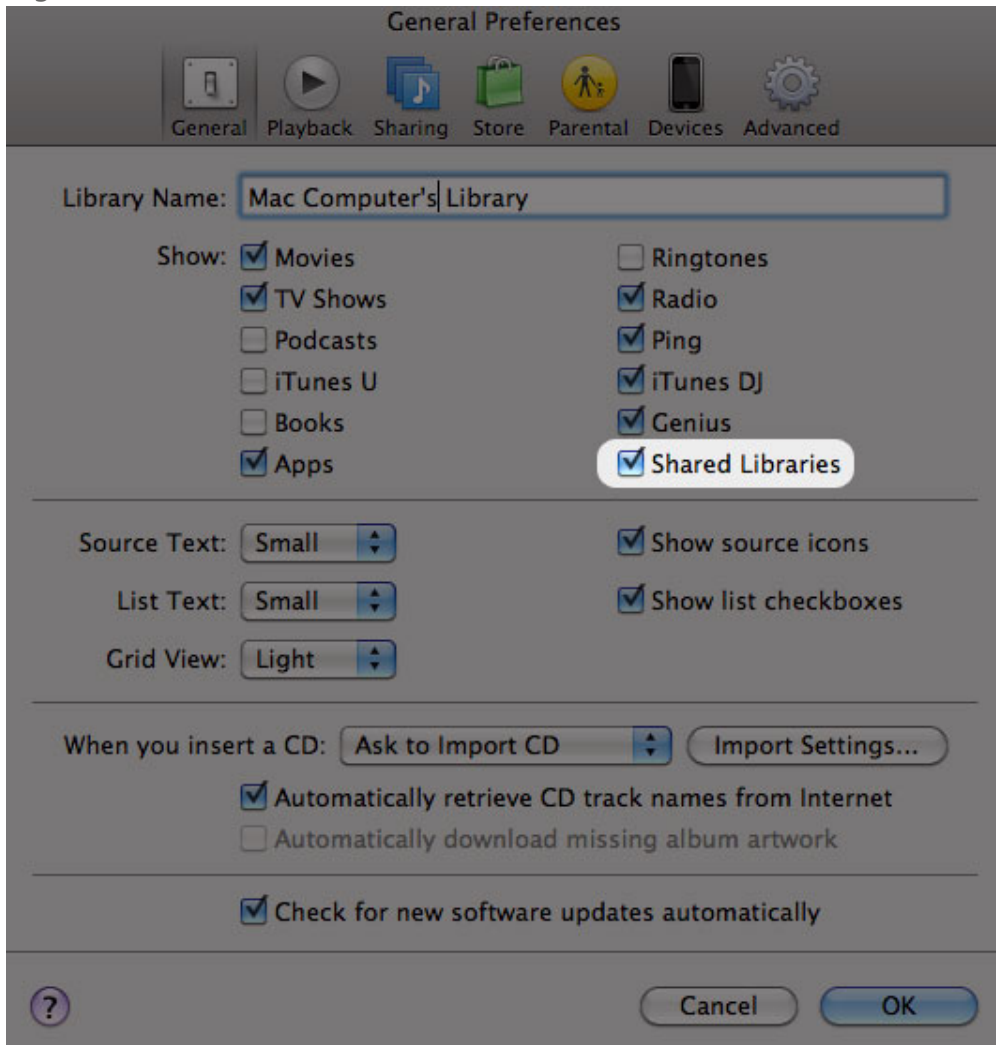 General Preferences
General Playback Sharing Store Parental Devices Advanced
Library Name: Mac Computer's Library
Show: Movies Ringtones
TV Shows Radio
Podcasts Ping
iTunes U iTunes DJ
Books Genius
Apps Shared Libraries
Source Text: Small Show source icons
List Text: Small Show list checkboxes
Grid View: Light
When you insert a CD: Ask to Import CD Import Settings...
Automatically retrieve CD track names from Internet
Automatically download missing album artwork
Check for new software updates automatically
? Cancel OK